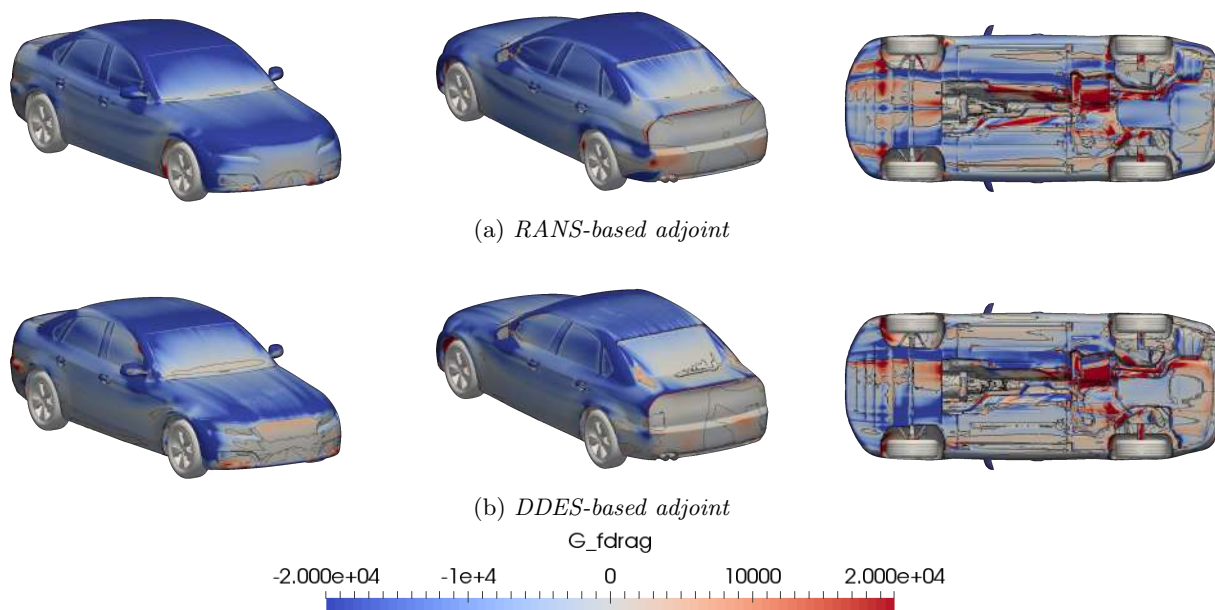 (a) RANS-based adjoint
(b) DDES-based adjoint
G_fdrag
-2.000e+04 -1e+4 0 10000 2.000e+04